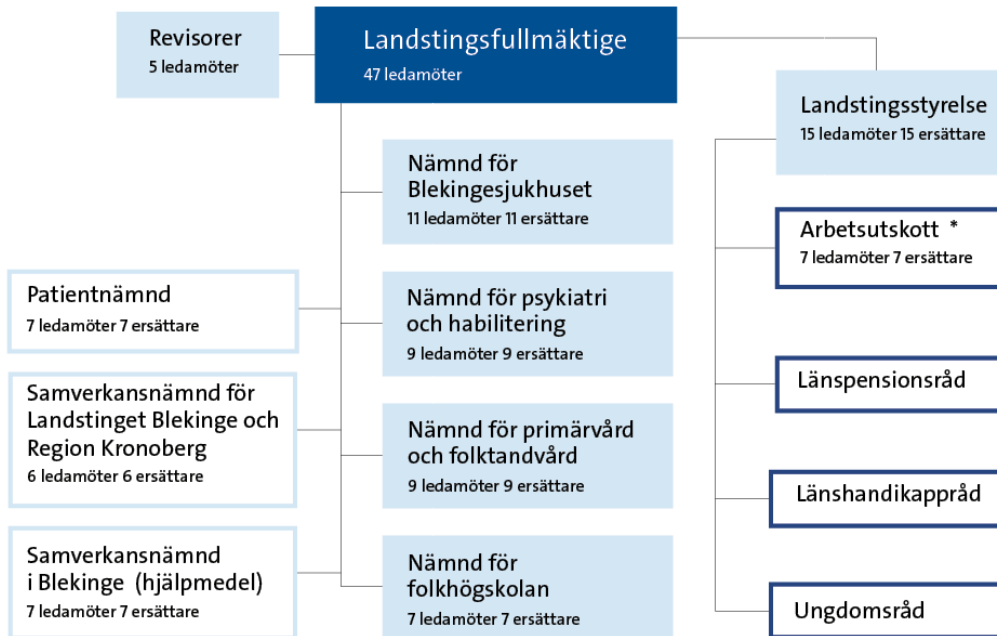 Revisorer
5 ledamöter
Landstingsfullmäktige
47 ledamöter
Landstingsstyrelse
15 ledamöter 15 ersättare
Nämnd för
Blekingesjukhuset
11 ledamöter 11 ersättare
Arbetsutskott *
7 ledamöter 7 ersättare
Patientnämnd
7 ledamöter 7 ersättare
Nämnd för psykiatri
och habilitering
9 ledamöter 9 ersättare
Länspensionsråd
Samverkansnämnd för
Landstinget Blekinge och
Region Kronoberg
6 ledamöter 6 ersättare
Nämnd för primärvård
och folktandvård
9 ledamöter 9 ersättare
Länshandikappråd
Samverkansnämnd
i Blekinge (hjälpmedel)
7 ledamöter 7 ersättare
Nämnd för
folkhögskolan
7 ledamöter 7 ersättare
Ungdomsråd